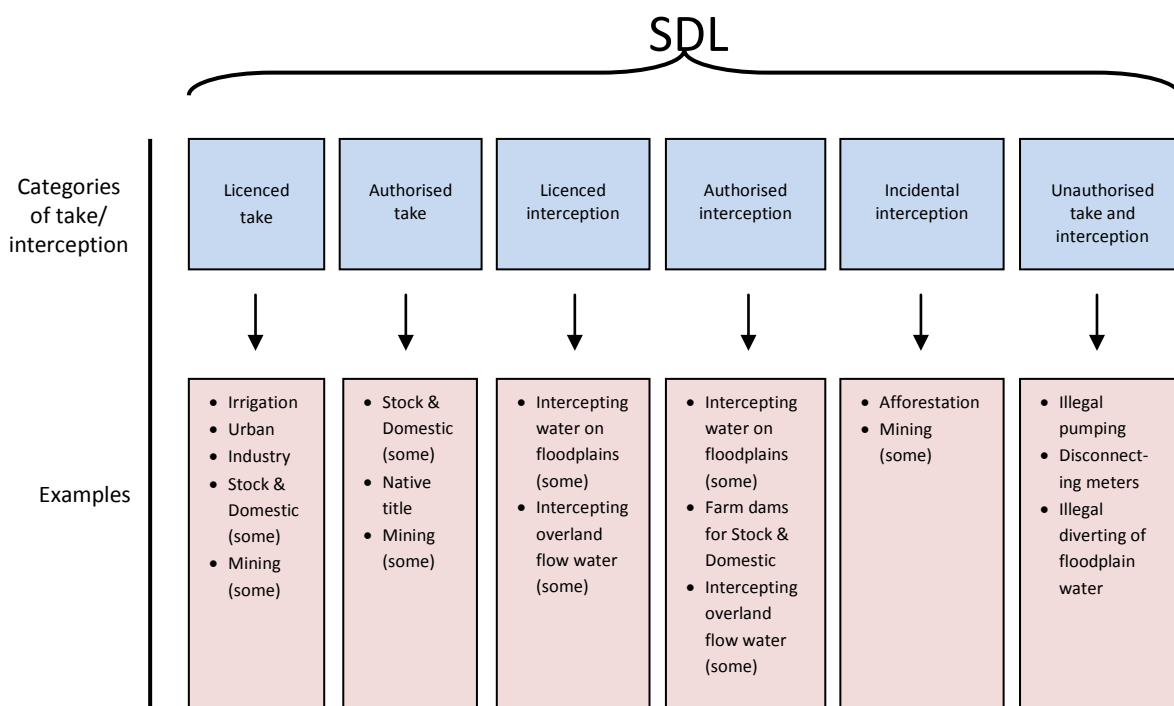 SDL
Categories
of take/
interception
Licenced
take
Authorised
take
Licenced
interception
Authorised
interception
Incidental
interception
Unauthorised
take and
interception
Examples
• Irrigation
• Urban
• Industry
• Stock &
Domestic
(some)
• Mining
(some)
• Stock &
Domestic
(some)
• Native
title
• Mining
(some)
• Intercepting
water on
floodplains
(some)
• Intercepting
overland
flow water
(some)
• Intercepting
water on
floodplains
(some)
• Farm dams
for Stock &
Domestic
• Intercepting
overland
flow water
(some)
• Afforestation
• Mining
(some)
• Illegal
pumping
• Disconnect-
ing meters
• Illegal
diverting of
floodplain
water